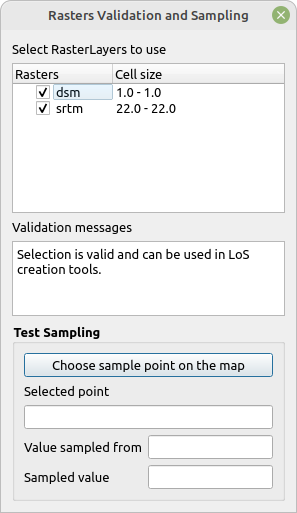 Rasters Validation and Sampling
Select RasterLayers to use
Rasters Cell size
dsm 1.0 - 1.0
srtm 22.0 - 22.0
Validation messages
Selection is valid and can be used in LoS
creation tools.
Test Sampling
Choose sample point on the map
Selected point
Value sampled from
Sampled value